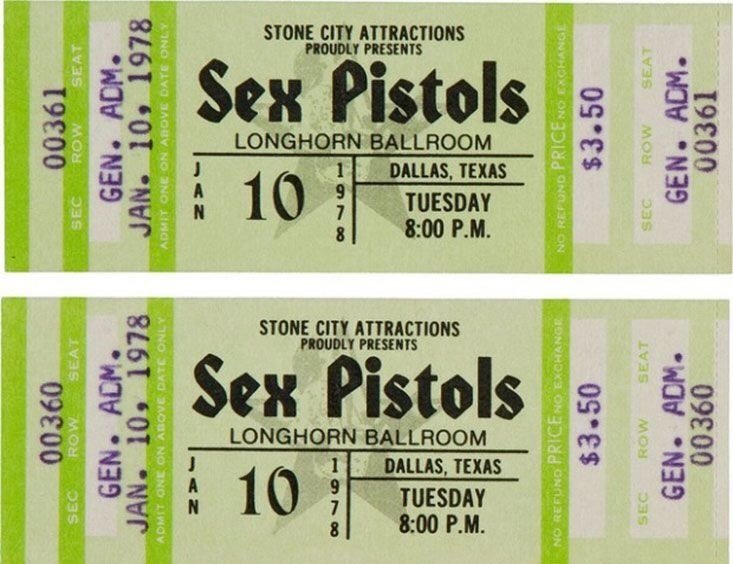 SEC ROW SEAT
00361
GEN. ADM.
JAN. 10, 1978
ADMIT ONE ON ABOVE DATE ONLY
STONE CITY ATTRACTIONS
PROUDLY PRESENTS
Sex Pistols
LONGHORN BALLROOM
JAN
10
1978
DALLAS, TEXAS
TUESDAY
8:00 P.M.
NO REFUND PRICE NO EXCHANGE
$3.50
SEC ROW SEAT
GEN. ADM.
00361
SEC ROW SEAT
00360
GEN. ADM.
JAN. 10, 1978
ADMIT ONE ON ABOVE DATE ONLY
STONE CITY ATTRACTIONS
PROUDLY PRESENTS
Sex Pistols
LONGHORN BALLROOM
JAN
10
1978
DALLAS, TEXAS
TUESDAY
8:00 P.M.
NO REFUND PRICE NO EXCHANGE
$3.50
SEC ROW SEAT
GEN. ADM.
00360